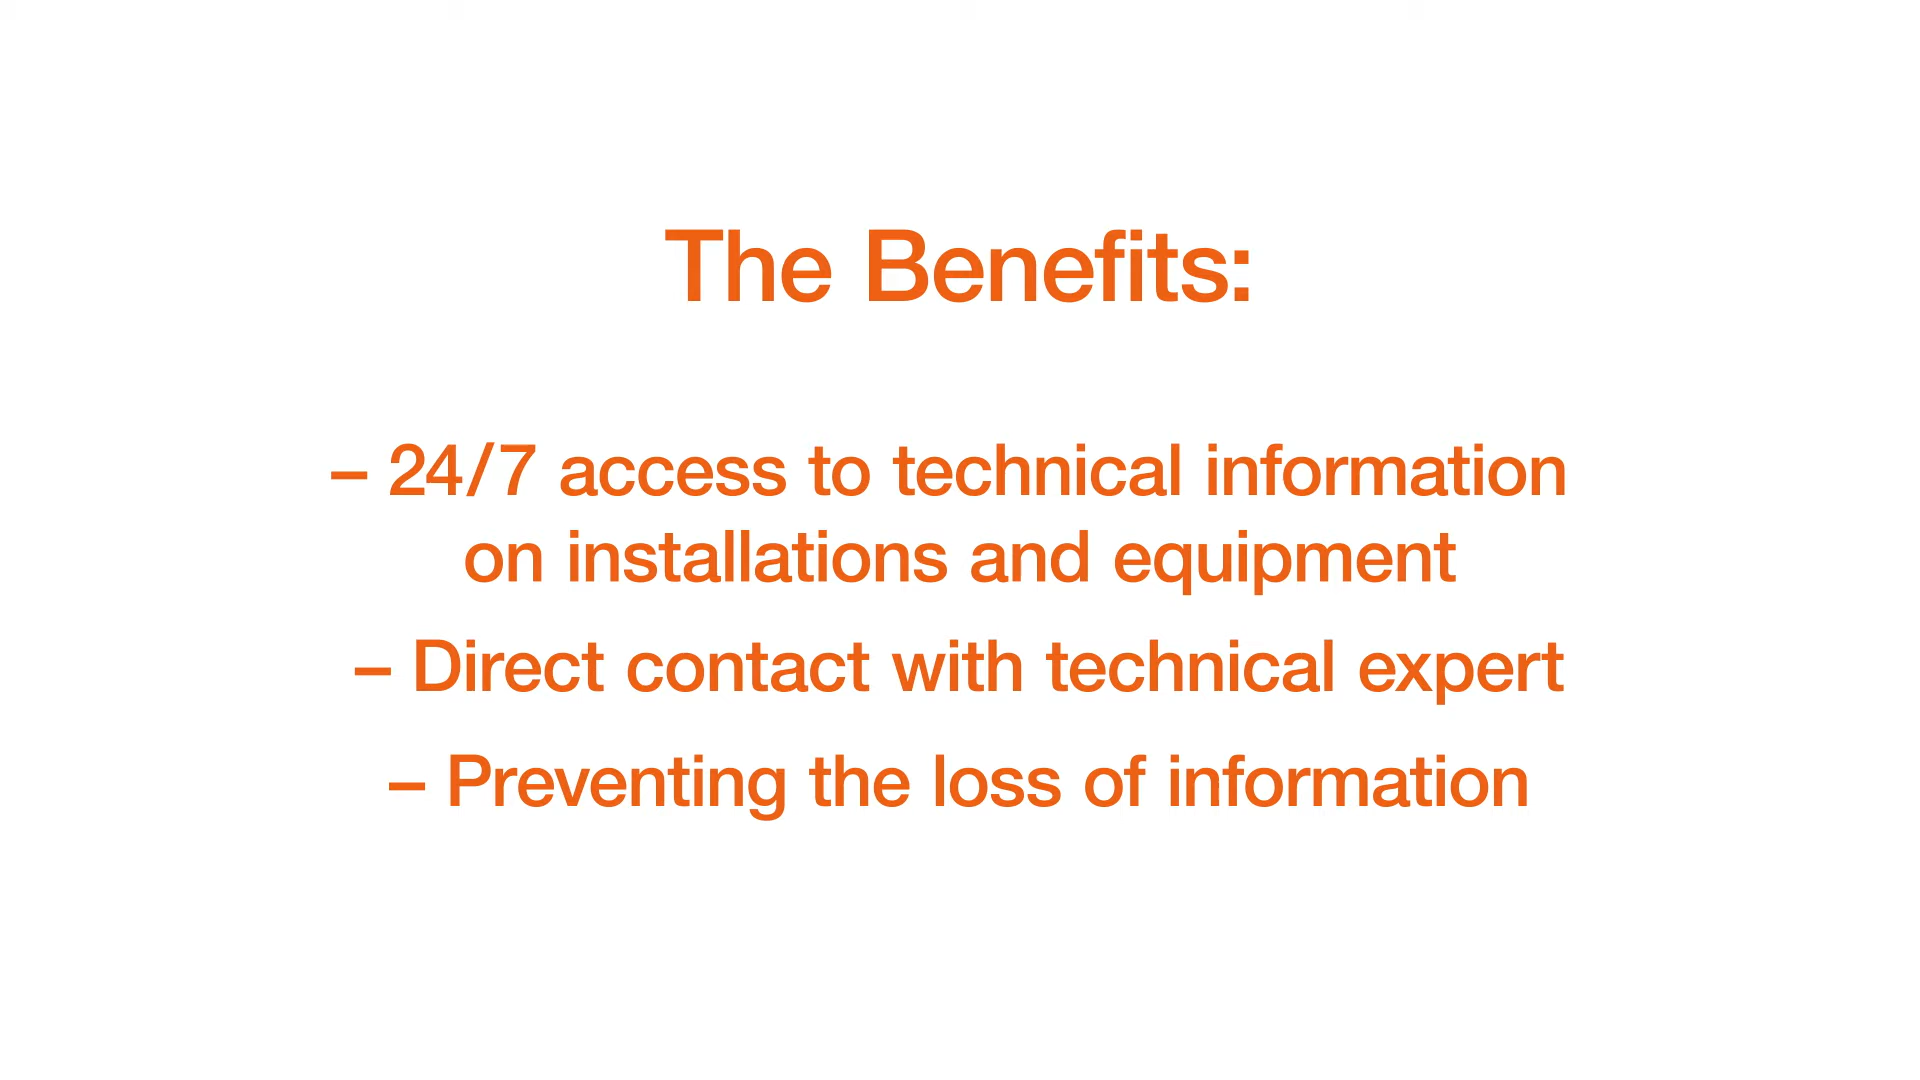 The Benefits:
– 24/7 access to technical information
on installations and equipment
– Direct contact with technical expert
– Preventing the loss of information